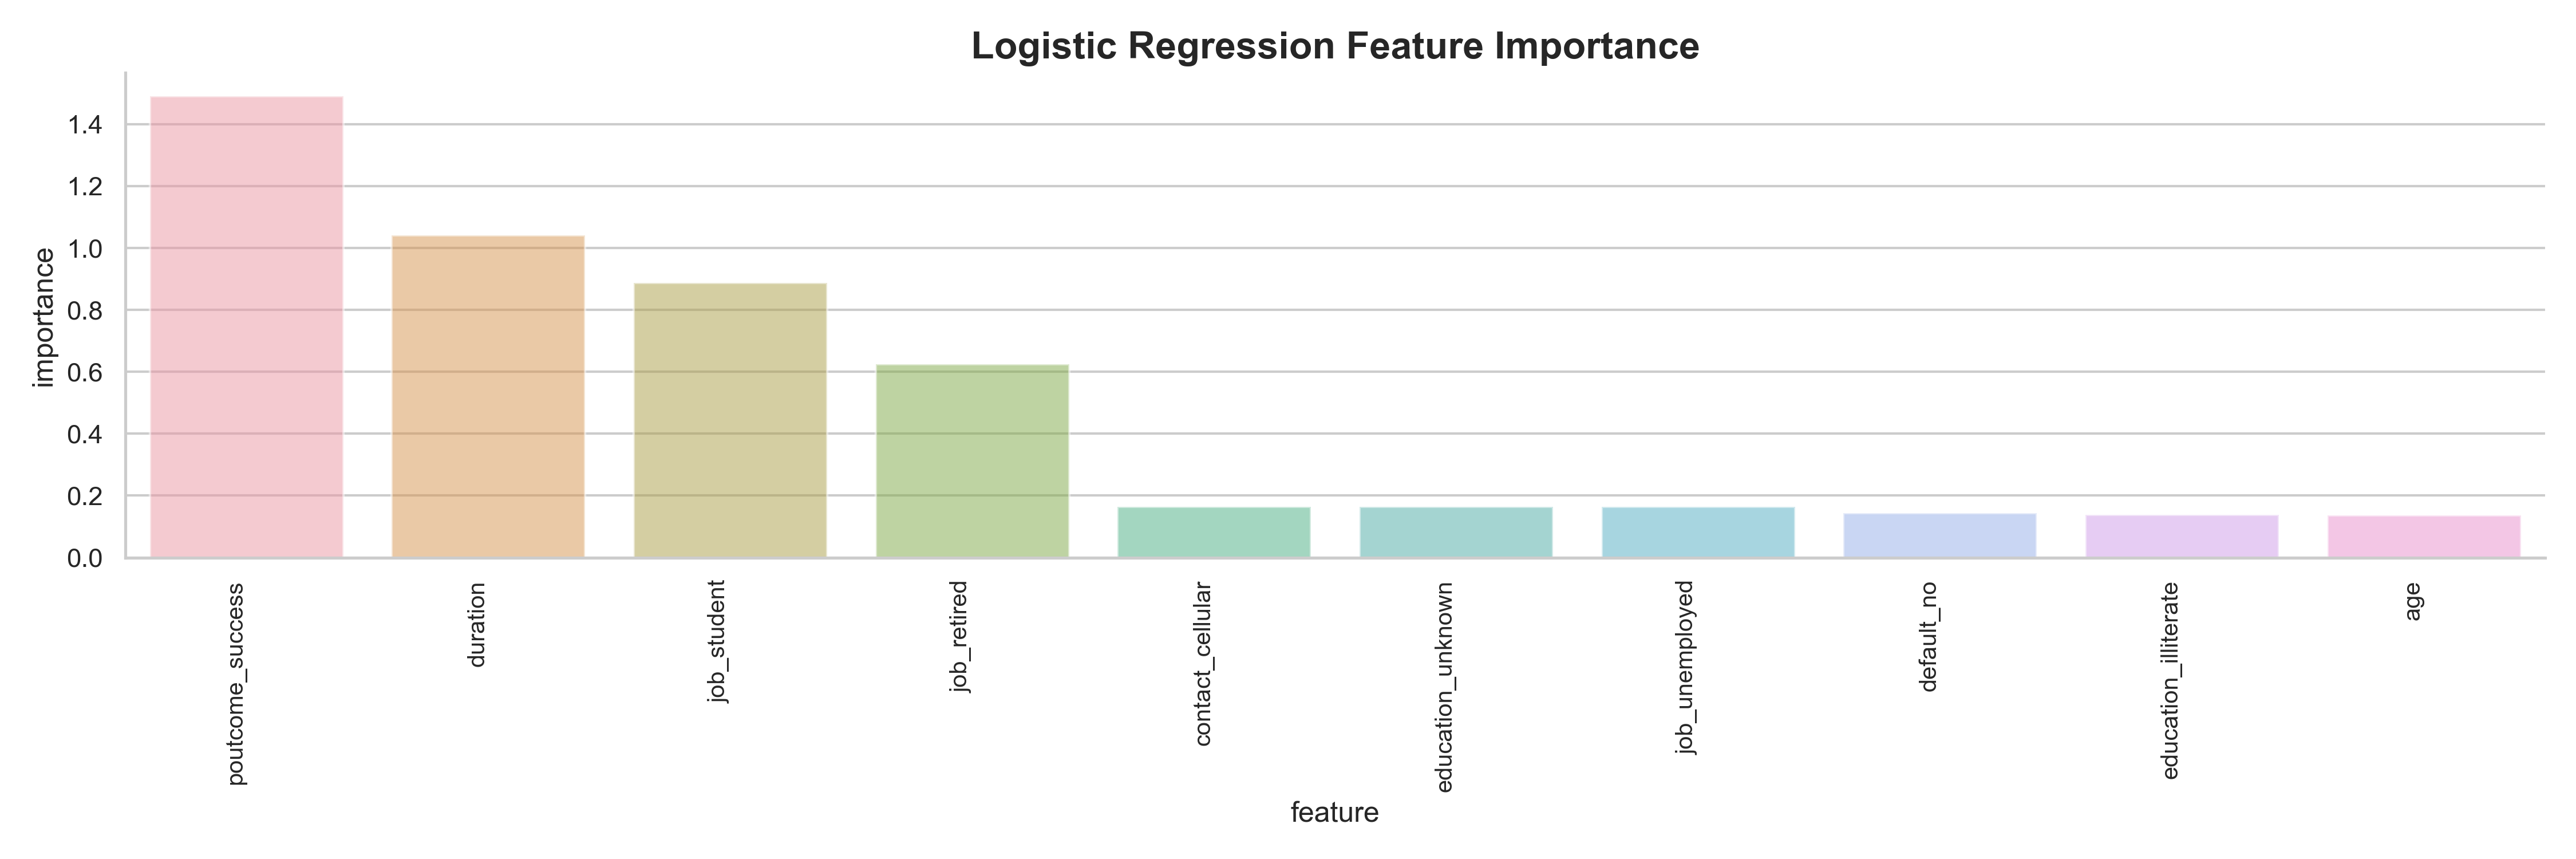 Logistic Regression Feature Importance
importance
1.4
1.2
1.0
0.8
0.6
0.4
0.2
0.0
poutcome_success
duration
job_student
job_retired
contact_cellular
education_unknown
job_unemployed
default_no
education_illiterate
age
feature